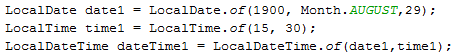 LocalDate date1 = LocalDate.of(1900, Month.AUGUST,29);
LocalTime time1 = LocalTime.of(15, 30);
LocalDateTime dateTime1 = LocalDateTime.of(date1,time1);